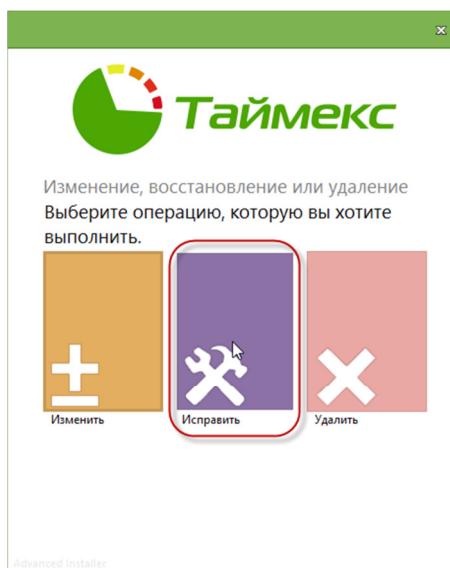 Таймекс
Изменение, восстановление или удаление
Выберите операцию, которую вы хотите
выполнить.
Изменить
Исправить
Удалить
Advanced Installer